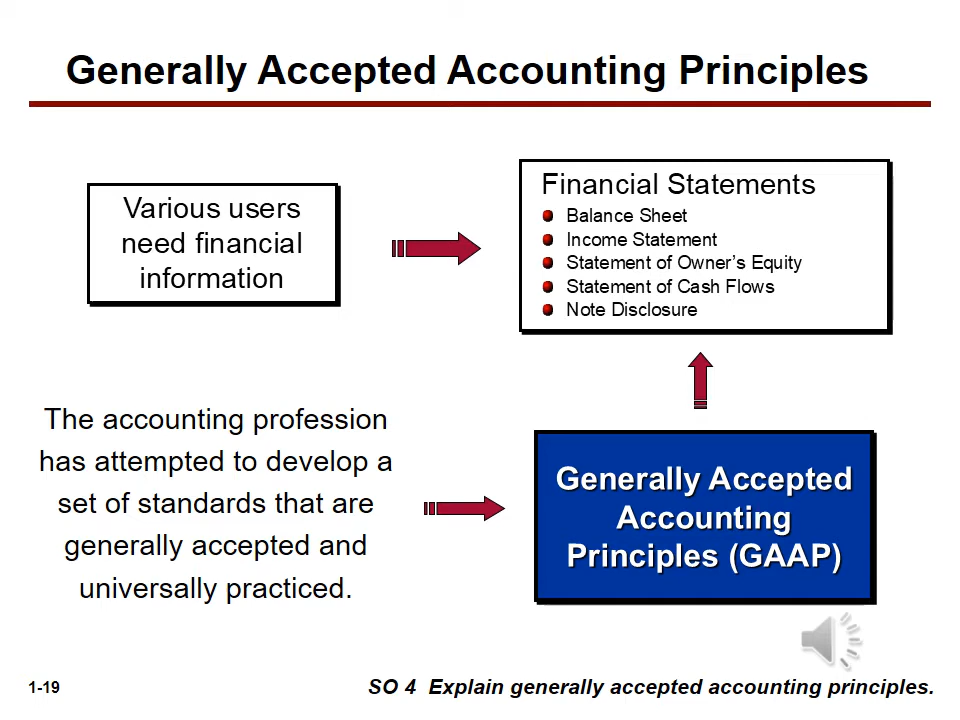 Generally Accepted Accounting Principles
Various users
need financial
information
Financial Statements
Balance Sheet
Income Statement
Statement of Owner’s Equity
Statement of Cash Flows
Note Disclosure
The accounting profession
has attempted to develop a
set of standards that are
generally accepted and
universally practiced.
Generally Accepted
Accounting
Principles (GAAP)
1-19
SO 4 Explain generally accepted accounting principles.